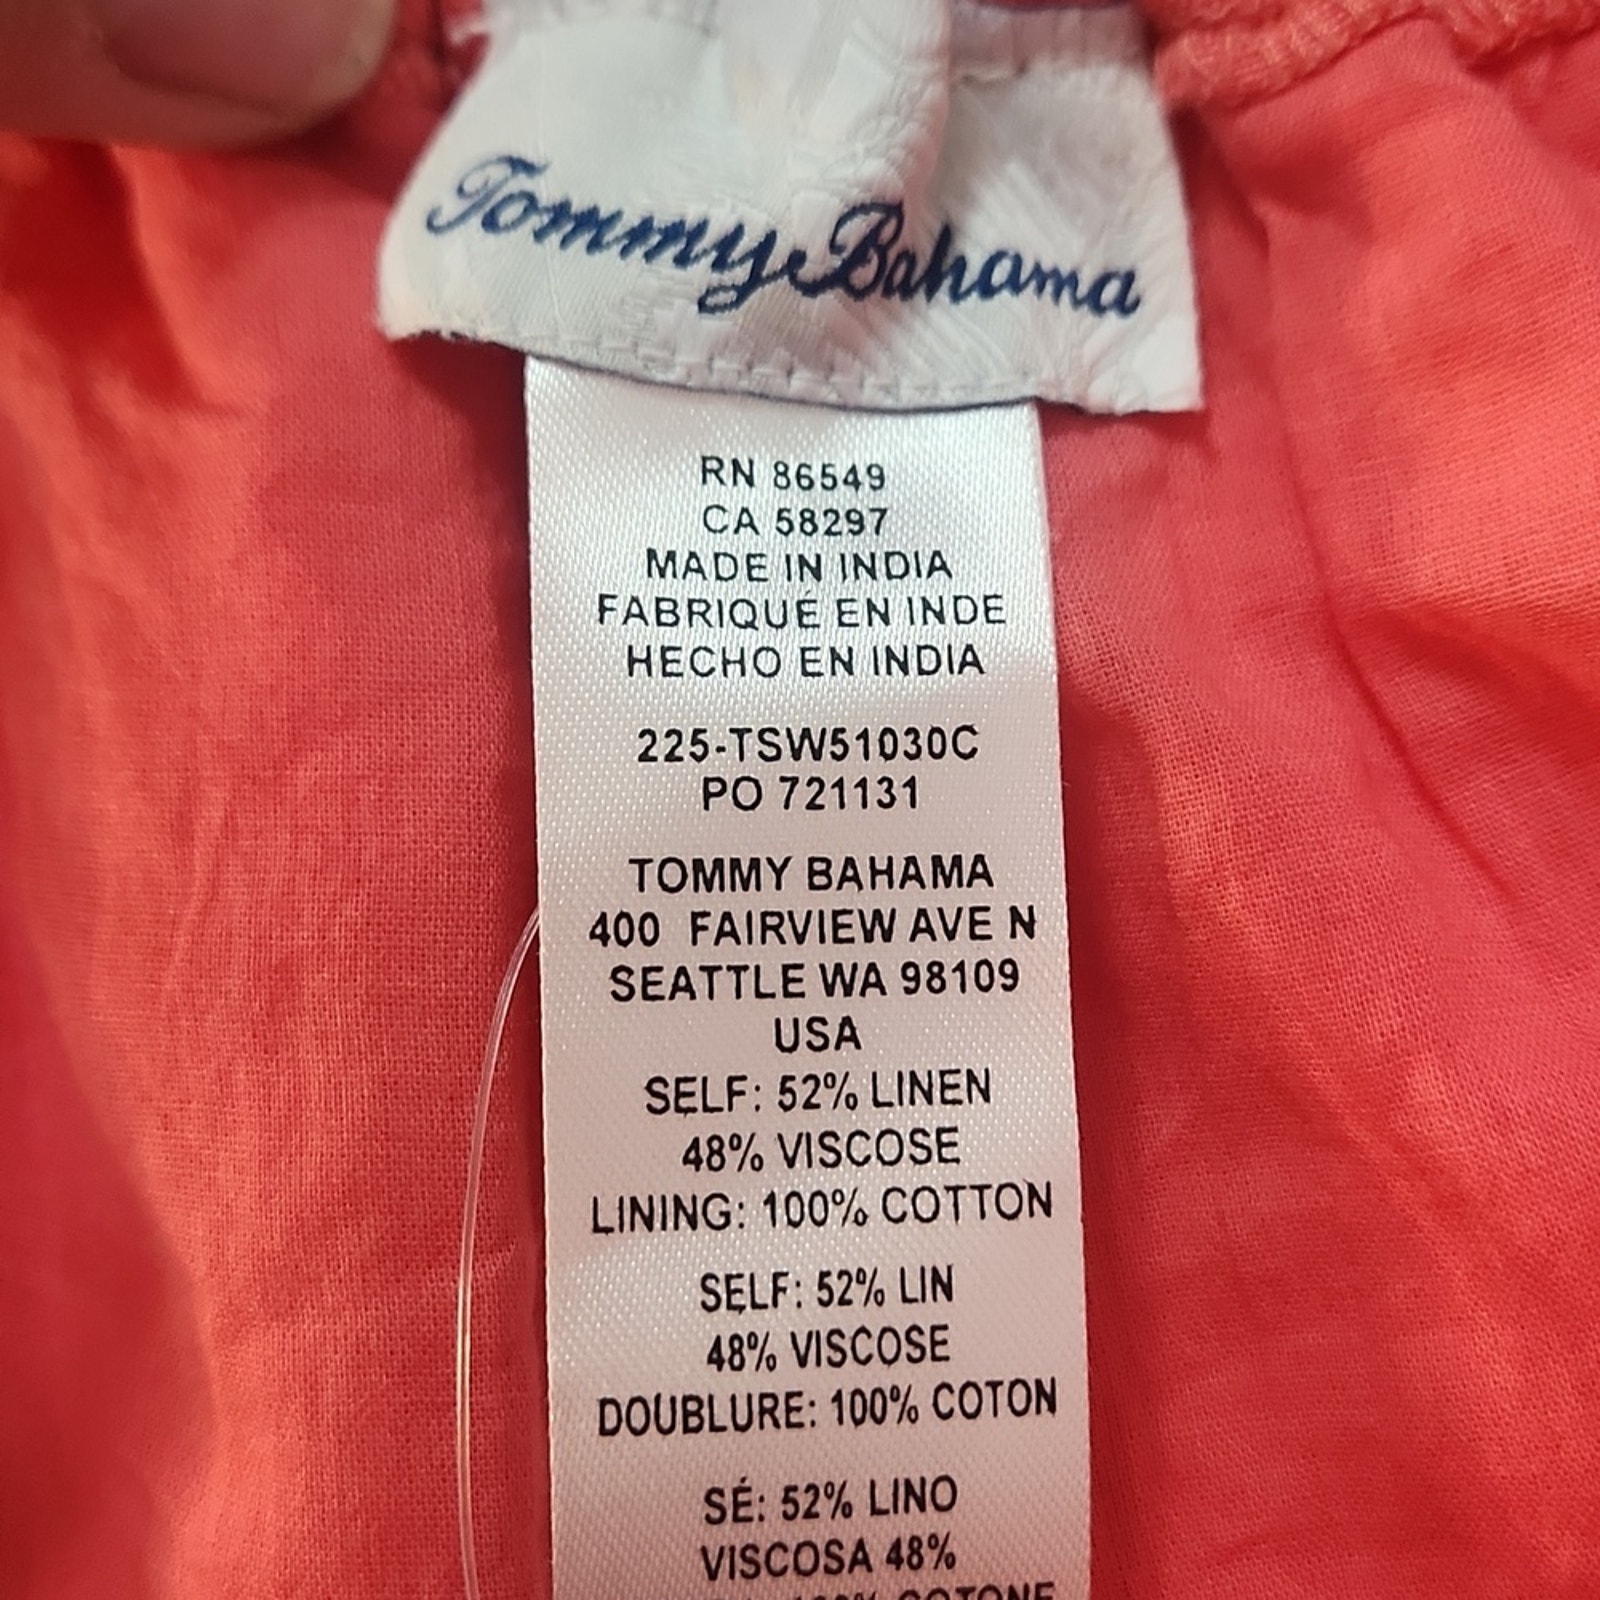 Tommy Bahama
RN 86549
CA 58297
MADE IN INDIA
FABRIQUÉ EN INDE
HECHO EN INDIA
225-TSW51030C
PO 721131
TOMMY BAHAMA
400 FAIRVIEW AVE N
SEATTLE WA 98109
USA
SELF: 52% LINEN
48% VISCOSE
LINING: 100% COTTON
SELF: 52% LIN
48% VISCOSE
DOUBLURE: 100% COTON
SÉ: 52% LINO
VISCOSA 48%
100% COTONE